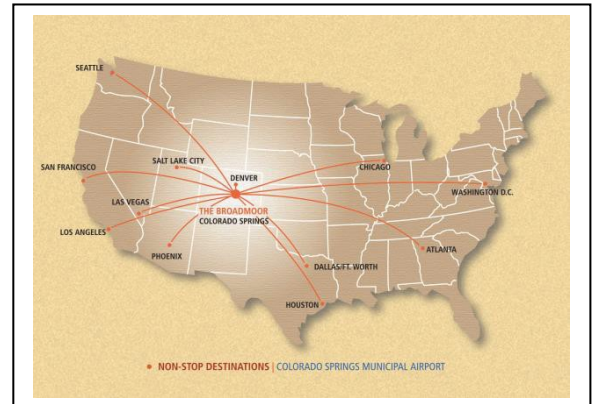 SEATTLE
SAN FRANCISCO
SALT LAKE CITY
DENVER
CHICAGO
WASHINGTON D.C.
LAS VEGAS
THE BROADMOOR
COLORADO SPRINGS
LOS ANGELES
PHOENIX
ATLANTA
DALLAS/FT. WORTH
HOUSTON
NON-STOP DESTINATIONS | COLORADO SPRINGS MUNICIPAL AIRPORT